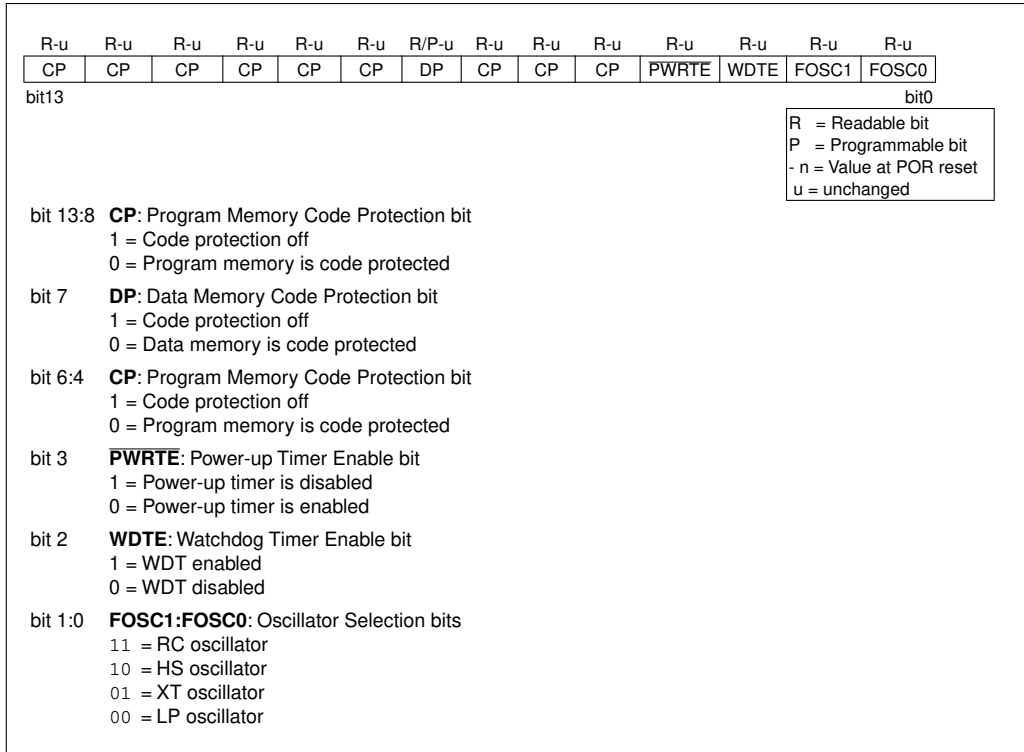 R-u R-u R-u R-u R-u R-u R/P-u R-u R-u R-u R-u R-u R-u R-u
CP CP CP CP CP CP DP CP CP CP PWRTE WDTE FOSC1 FOSC0
bit13 bit0
R = Readable bit
P = Programmable bit
- n = Value at POR reset
u = unchanged
bit 13:8 CP: Program Memory Code Protection bit
1 = Code protection off
0 = Program memory is code protected
bit 7 DP: Data Memory Code Protection bit
1 = Code protection off
0 = Data memory is code protected
bit 6:4 CP: Program Memory Code Protection bit
1 = Code protection off
0 = Program memory is code protected
bit 3 PWRTE: Power-up Timer Enable bit
1 = Power-up timer is disabled
0 = Power-up timer is enabled
bit 2 WDTE: Watchdog Timer Enable bit
1 = WDT enabled
0 = WDT disabled
bit 1:0 FOSC1:FOSC0: Oscillator Selection bits
11 = RC oscillator
10 = HS oscillator
01 = XT oscillator
00 = LP oscillator